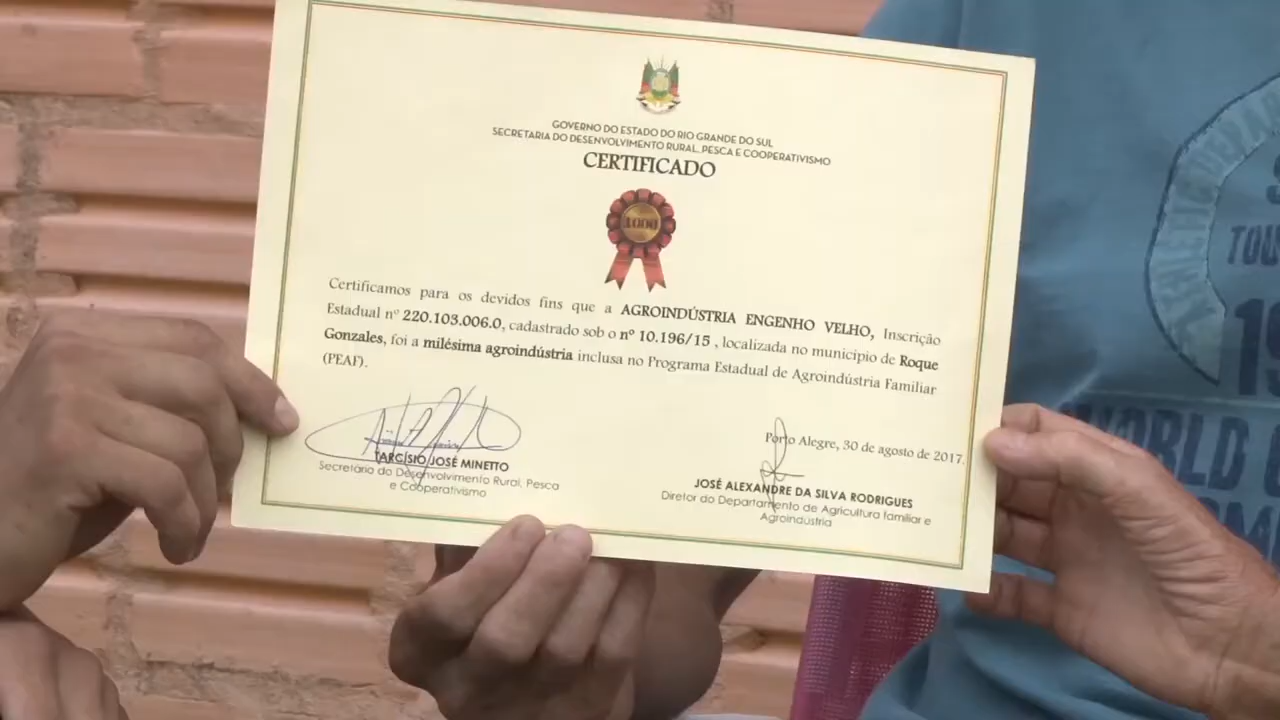 GOVERNO DO ESTADO DO RIO GRANDE DO SUL
SECRETARIA DO DESENVOLVIMENTO RURAL, PESCA E COOPERATIVISMO
CERTIFICADO
1000
Certificamos para os devidos fins que a AGROINDÚSTRIA ENGENHO VELHO, Inscrição
Estadual nº 220.103.006.0, cadastrado sob o nº 10.196/15 , localizada no municipio de Roque
Gonzales, foi a milésima agroindústria inclusa no Programa Estadual de Agroindústria Familiar
(PEAF).
Porto Alegre, 30 de agosto de 2017.
TARCÍSIO JOSÉ MINETTO
Secretário do Desenvolvimento Rural, Pesca
e Cooperativismo
JOSÉ ALEXANDRE DA SILVA RODRIGUES
Diretor do Departamento de Agricultura familiar e
Agroindústria
TOU
19
WORLD